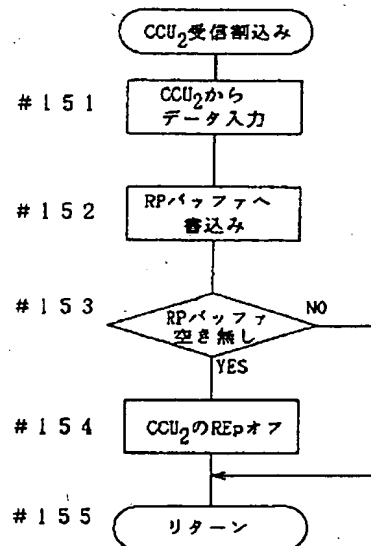 CCU₂受信割込み
#151
CCU₂から
データ入力
#152
RPバッファへ
書込み
#153
RPバッファ
空き無し
NO
YES
#154
CCU₂のREpオフ
#155
リターン